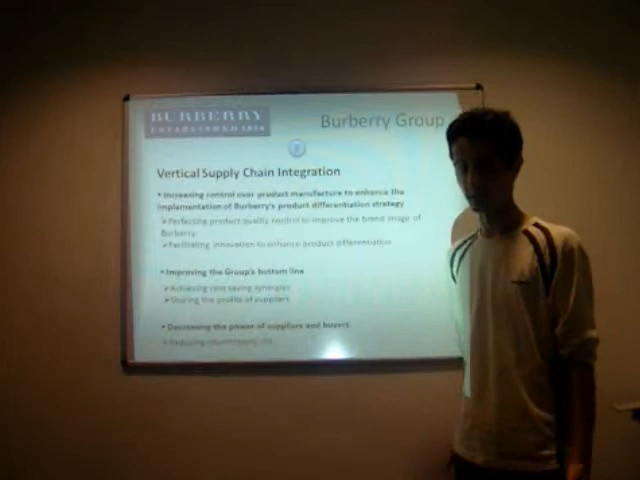 BURBERRY
ESTABLISHED 1856
Burberry Group
Vertical Supply Chain Integration
• Increasing control over product manufacture to enhance the
implementation of Burberry's product differentiation strategy
➢Perfecting product quality control to improve the brand image of
Burberry
➢Facilitating innovation to enhance product differentiation
• Improving the Group's bottom line
➢Achieving cost saving synergies
➢Sharing the profits of suppliers
• Decreasing the power of suppliers and buyers
➢Reducing